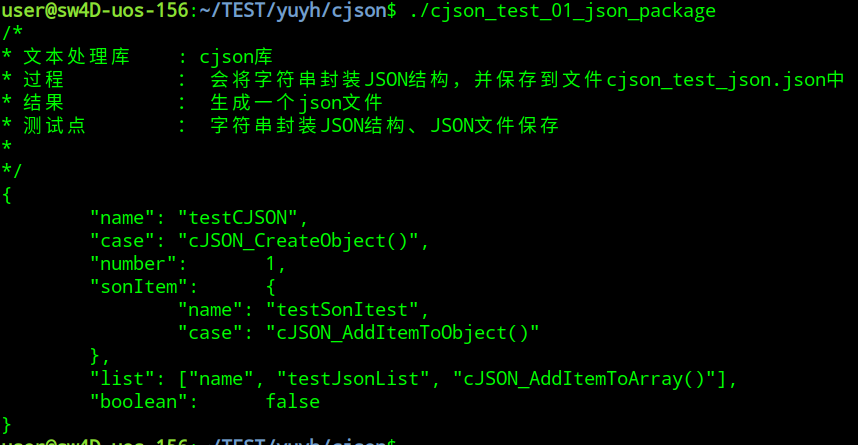 user@sw4D-uos-156:~/TEST/yuyh/cjson$ ./cjson_test_01_json_package
/*
* 文本处理库    : cjson库
* 过程          :  会将字符串封装JSON结构，并保存到文件cjson_test_json.json中
* 结果          :  生成一个json文件
* 测试点        :  字符串封装JSON结构、JSON文件保存
*
*/
{
        "name": "testCJSON",
        "case": "cJSON_CreateObject()",
        "number":       1,
        "sonItem":      {
                "name": "testSonItest",
                "case": "cJSON_AddItemToObject()"
        },
        "list": ["name", "testJsonList", "cJSON_AddItemToArray()"],
        "boolean":      false
}
user@sw4D-uos-156:~/TEST/yuyh/cjson$